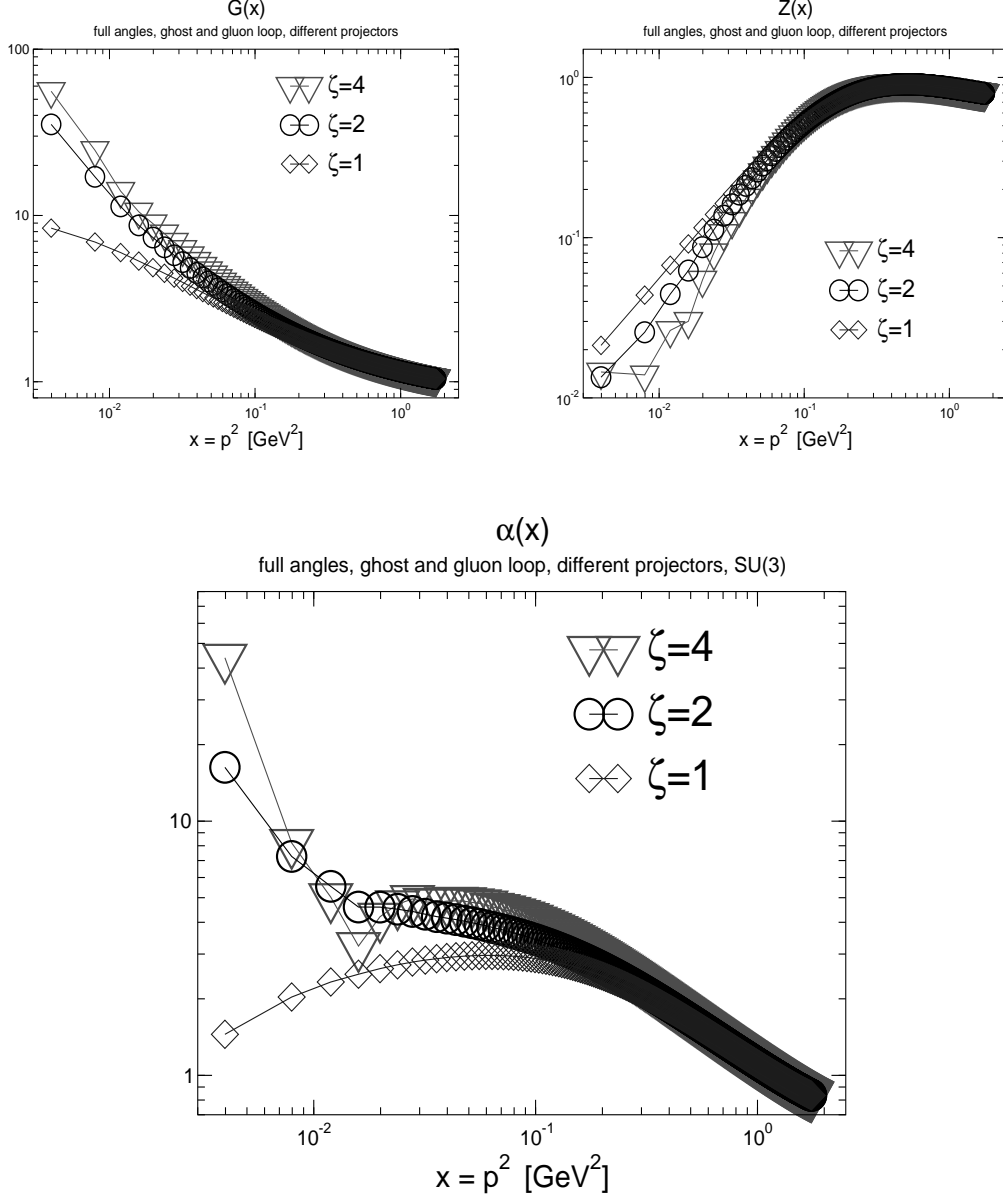 G(x)
full angles, ghost and gluon loop, different projectors
100
10
1
ζ=4
ζ=2
ζ=1
10⁻²
10⁻¹
10⁰
x = p² [GeV²]
Z(x)
full angles, ghost and gluon loop, different projectors
10⁰
10⁻¹
10⁻²
ζ=4
ζ=2
ζ=1
10⁻²
10⁻¹
10⁰
x = p² [GeV²]
α(x)
full angles, ghost and gluon loop, different projectors, SU(3)
10
1
ζ=4
ζ=2
ζ=1
10⁻²
10⁻¹
10⁰
x = p² [GeV²]